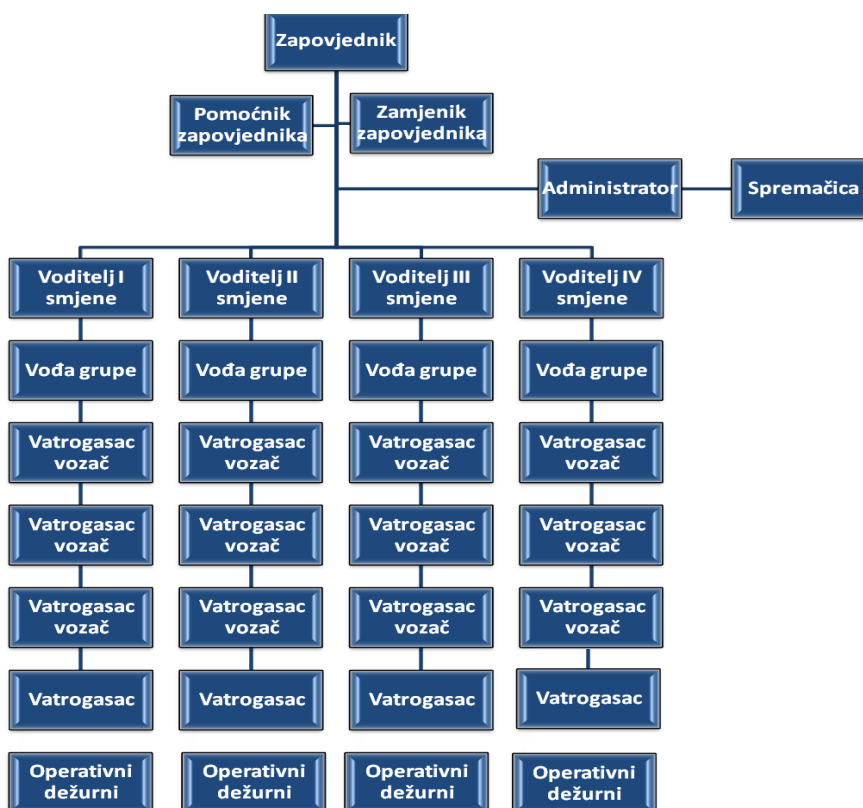 Zapovjednik
Pomoćnik
zapovjednika
Zamjenik
zapovjednika
Administrator
Spremačica
Voditelj I
smjene
Voditelj II
smjene
Voditelj III
smjene
Voditelj IV
smjene
Vođa grupe
Vođa grupe
Vođa grupe
Vođa grupe
Vatrogasac
vozač
Vatrogasac
vozač
Vatrogasac
vozač
Vatrogasac
vozač
Vatrogasac
vozač
Vatrogasac
vozač
Vatrogasac
vozač
Vatrogasac
vozač
Vatrogasac
vozač
Vatrogasac
vozač
Vatrogasac
vozač
Vatrogasac
vozač
Vatrogasac
Vatrogasac
Vatrogasac
Vatrogasac
Operativni
dežurni
Operativni
dežurni
Operativni
dežurni
Operativni
dežurni